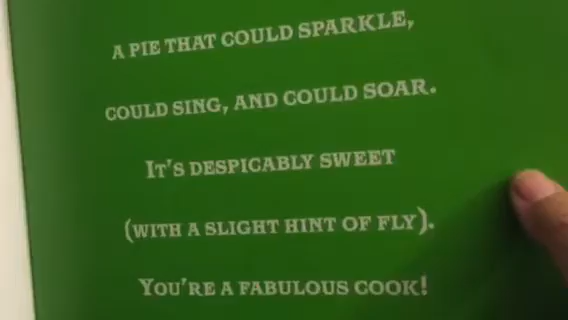 A PIE THAT COULD SPARKLE,
COULD SING, AND COULD SOAR.
IT'S DESPICABLY SWEET
(WITH A SLIGHT HINT OF FLY).
YOU'RE A FABULOUS COOK!